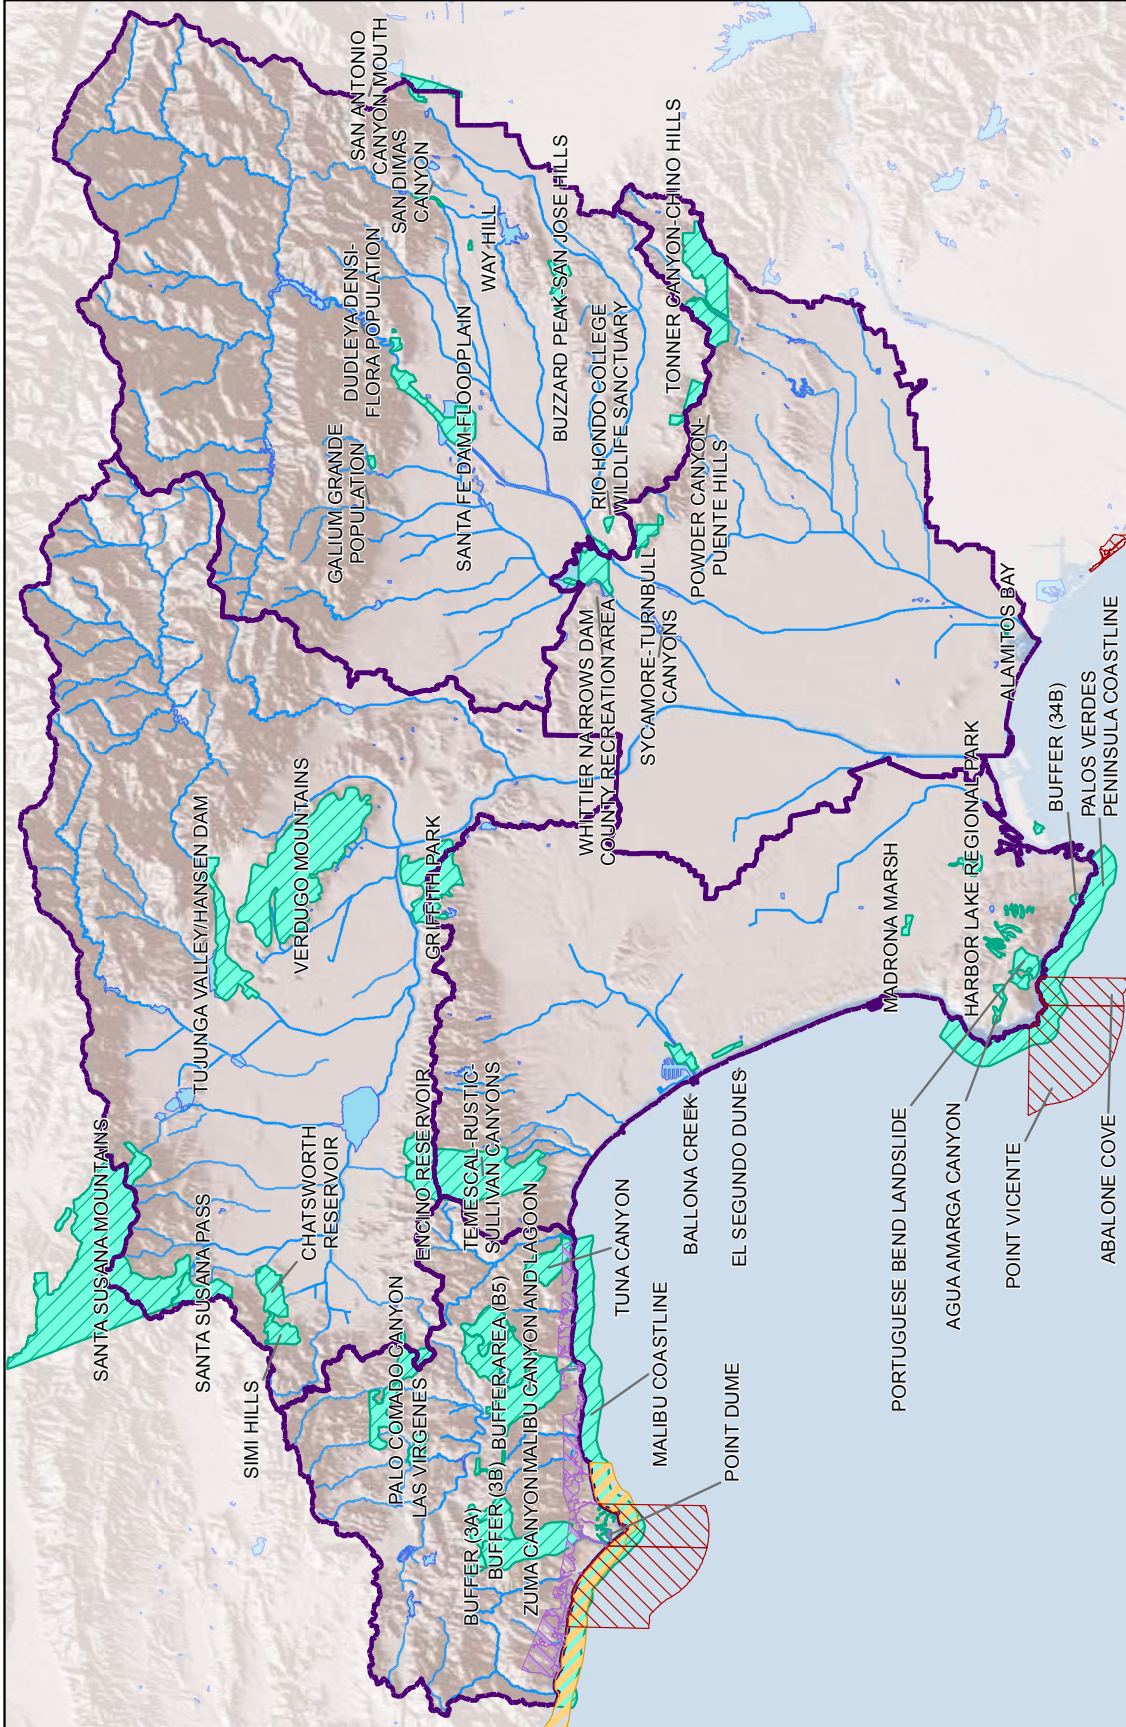 SANTA SUSANA MOUNTAINS
SANTA SUSANA PASS
SIMI HILLS
CHATSWORTH
RESERVOIR
TUJUNGA VALLEY/HANSEN DAM
VERDUGO MOUNTAINS
GRIFFITH PARK
ENCINO RESERVOIR
TEMESCAL-RUSTIC-
SULLIVAN CANYONS
PALO COMADO CANYON
LAS VIRGENES
BUFFER (3A)
BUFFER (3B)
BUFFER AREA (B5)
ZUMA CANYON
MALIBU CANYON AND LAGOON
TUNA CANYON
MALIBU COASTLINE
POINT DUME
BALLONA CREEK
EL SEGUNDO DUNES
GALIUM GRANDE
POPULATION
DUDLEYA DENSI-
FLORA POPULATION
SAN ANTONIO
CANYON MOUTH
SAN DIMAS
CANYON
SANTA FE DAM FLOODPLAIN
WAY HILL
BUZZARD PEAK-SAN JOSE HILLS
RIO HONDO COLLEGE
WILDLIFE SANCTUARY
TONNER CANYON-CHINO HILLS
POWDER CANYON-
PUENTE HILLS
WHITTIER NARROWS DAM
COUNTY RECREATION AREA
SYCAMORE-TURNBULL
CANYONS
MADRONA MARSH
HARBOR LAKE REGIONAL PARK
ALAMITOS BAY
BUFFER (34B)
PALOS VERDES
PENINSULA COASTLINE
PORTUGUESE BEND LANDSLIDE
AGUA AMARGA CANYON
POINT VICENTE
ABALONE COVE